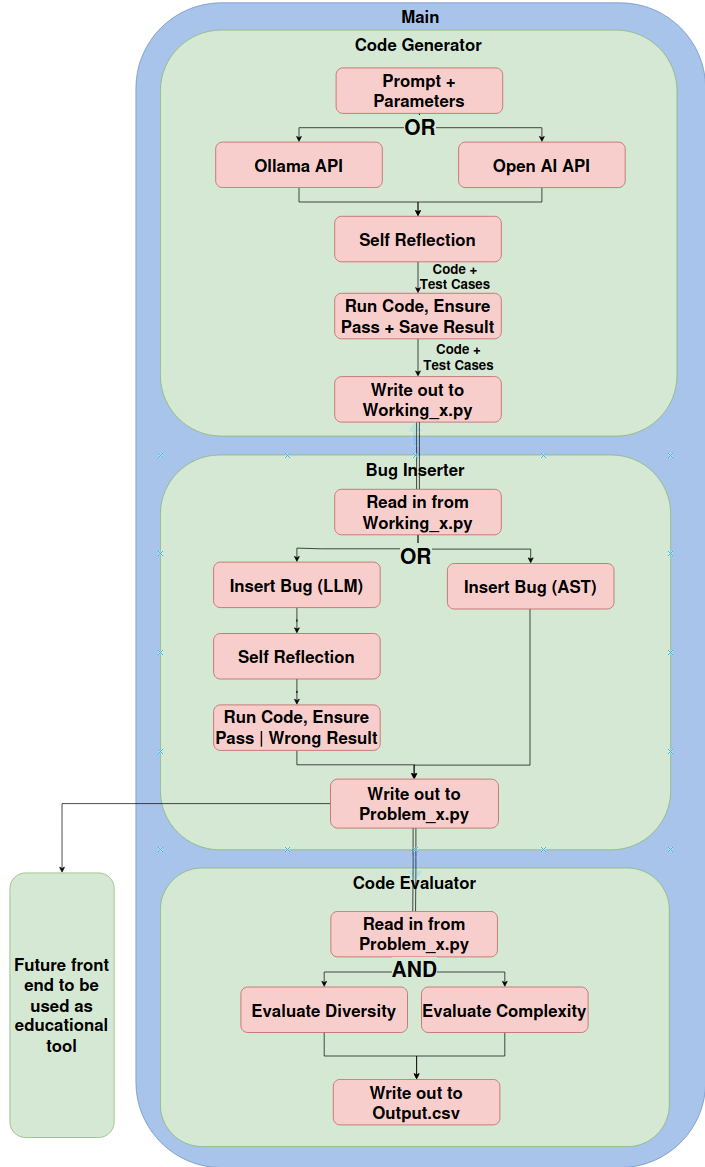 Main
Code Generator
Prompt +
Parameters
OR
Ollama API
Open AI API
Self Reflection
Code +
Test Cases
Run Code, Ensure
Pass + Save Result
Code +
Test Cases
Write out to
Working_x.py
Bug Inserter
Read in from
Working_x.py
OR
Insert Bug (LLM)
Insert Bug (AST)
Self Reflection
Run Code, Ensure
Pass | Wrong Result
Write out to
Problem_x.py
Code Evaluator
Read in from
Problem_x.py
AND
Evaluate Diversity
Evaluate Complexity
Write out to
Output.csv
Future front
end to be
used as
educational
tool